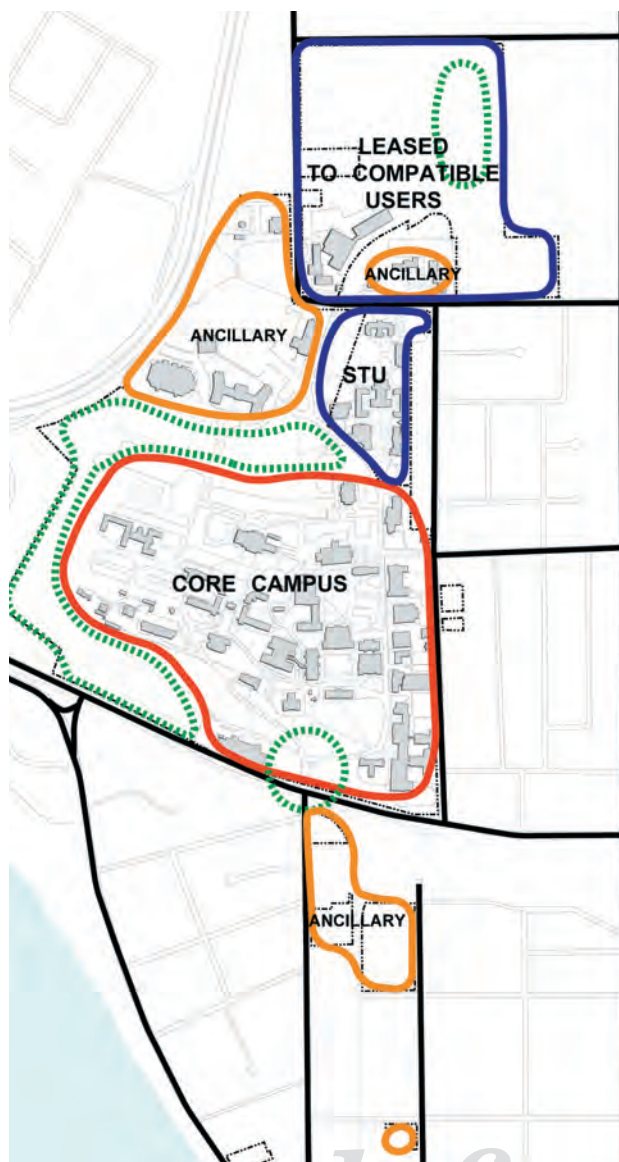 LEASED
TO COMPATIBLE
USERS
ANCILLARY
ANCILLARY
STU
CORE CAMPUS
ANCILLARY